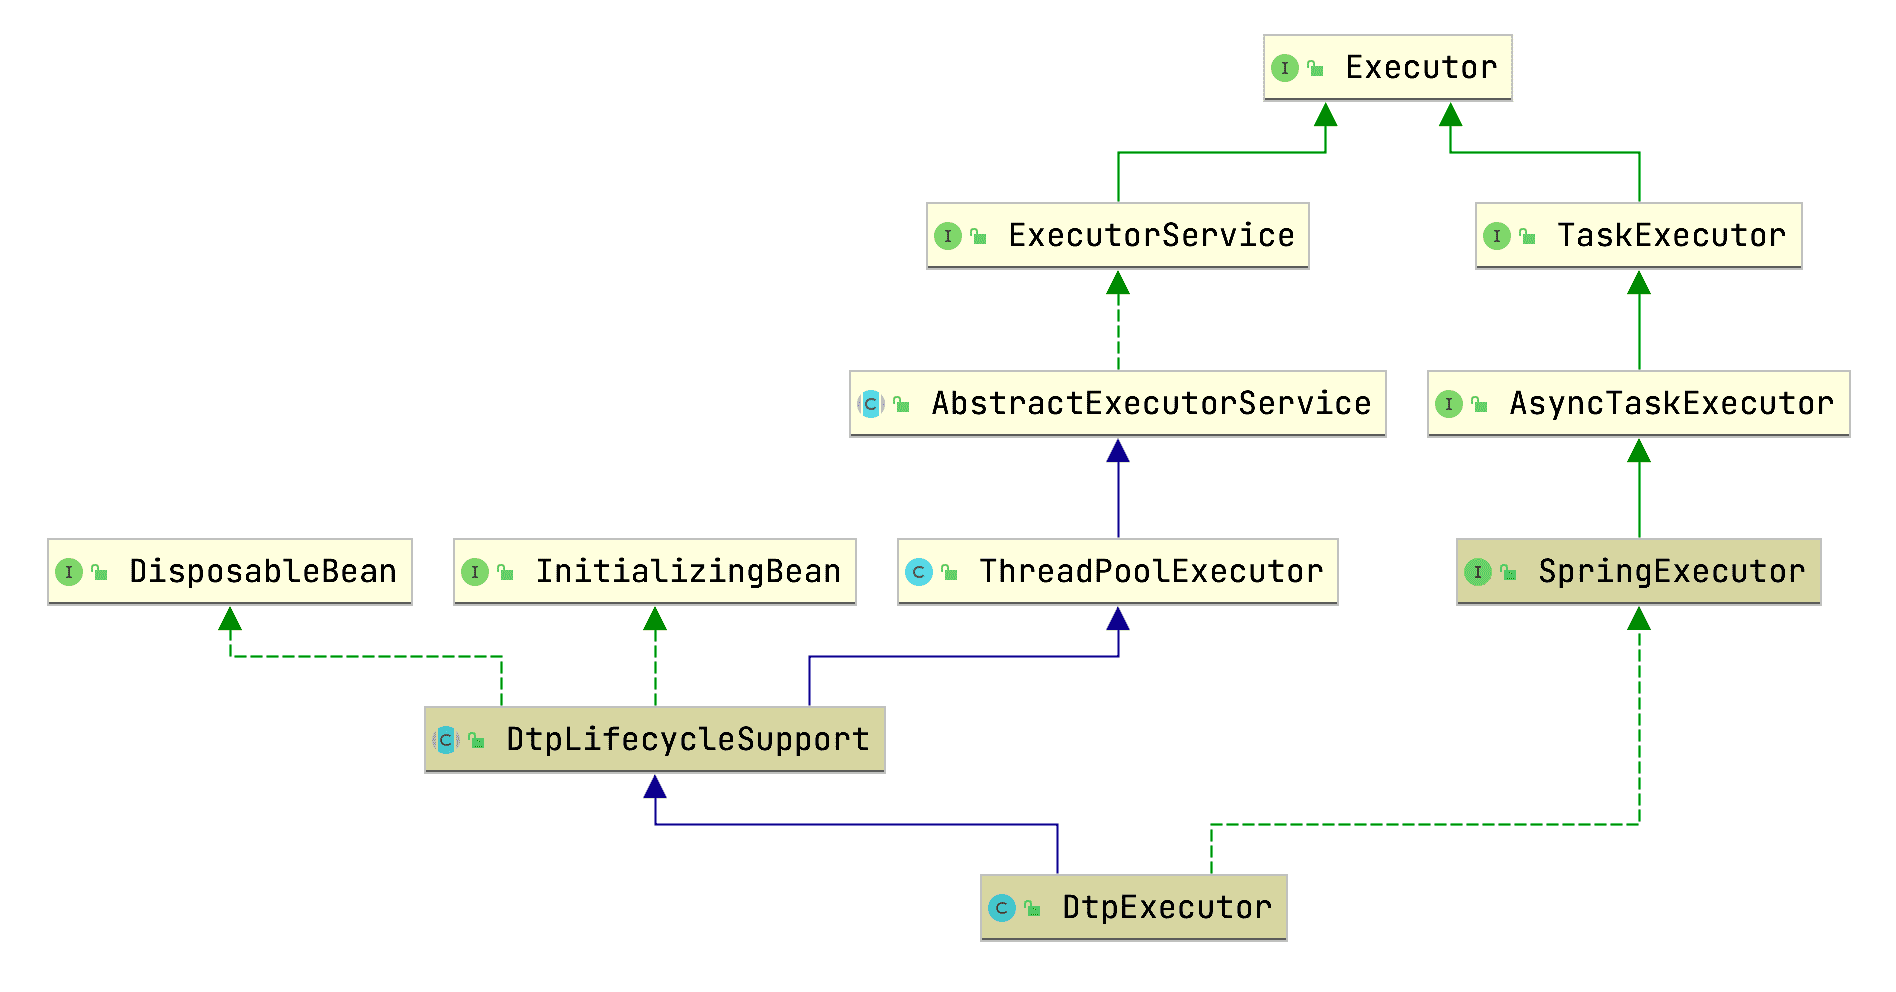 I Executor
I ExecutorService
I TaskExecutor
C AbstractExecutorService
I AsyncTaskExecutor
I DisposableBean
I InitializingBean
C ThreadPoolExecutor
I SpringExecutor
C DtpLifecycleSupport
C DtpExecutor